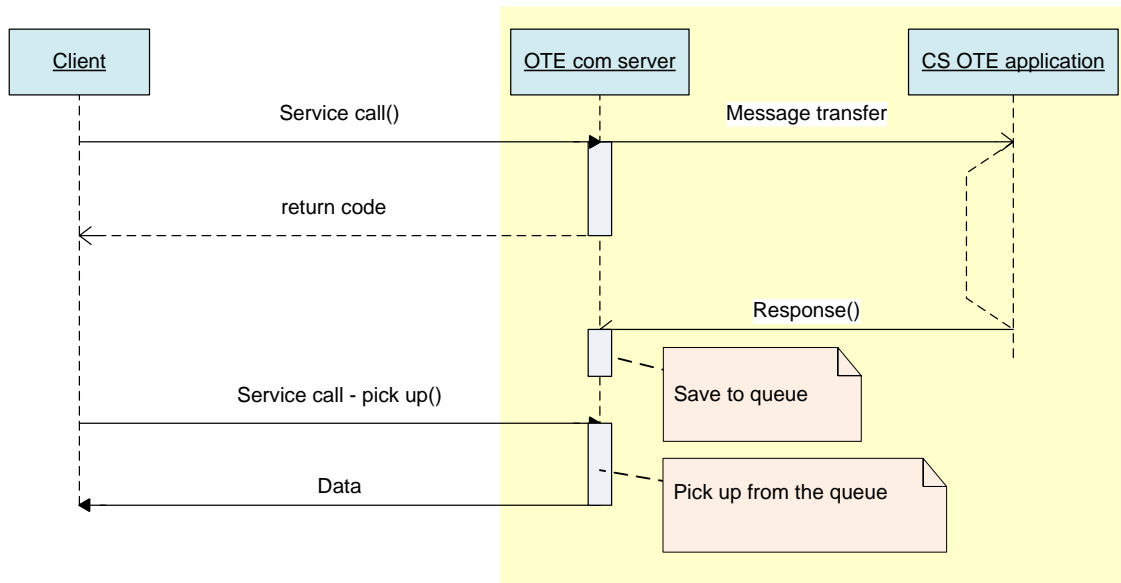 Client
OTE com server
CS OTE application
Service call()
Message transfer
return code
Response()
Save to queue
Service call - pick up()
Data
Pick up from the queue